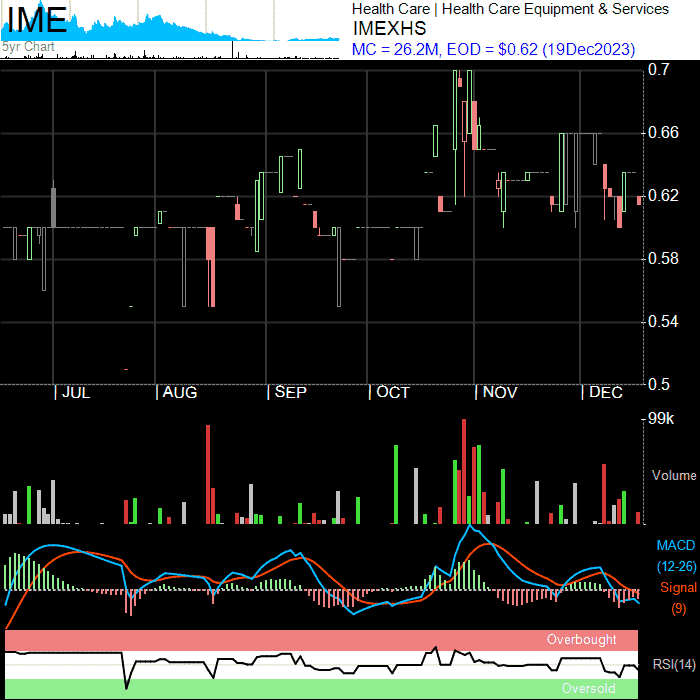 IME
5yr Chart
Health Care | Health Care Equipment & Services
IMEXHS
MC = 26.2M, EOD = $0.62 (19Dec2023)
0.7
0.66
0.62
0.58
0.54
0.5
JUL
AUG
SEP
OCT
NOV
DEC
99k
Volume
MACD
(12-26)
Signal
(9)
Overbought
RSI(14)
Oversold